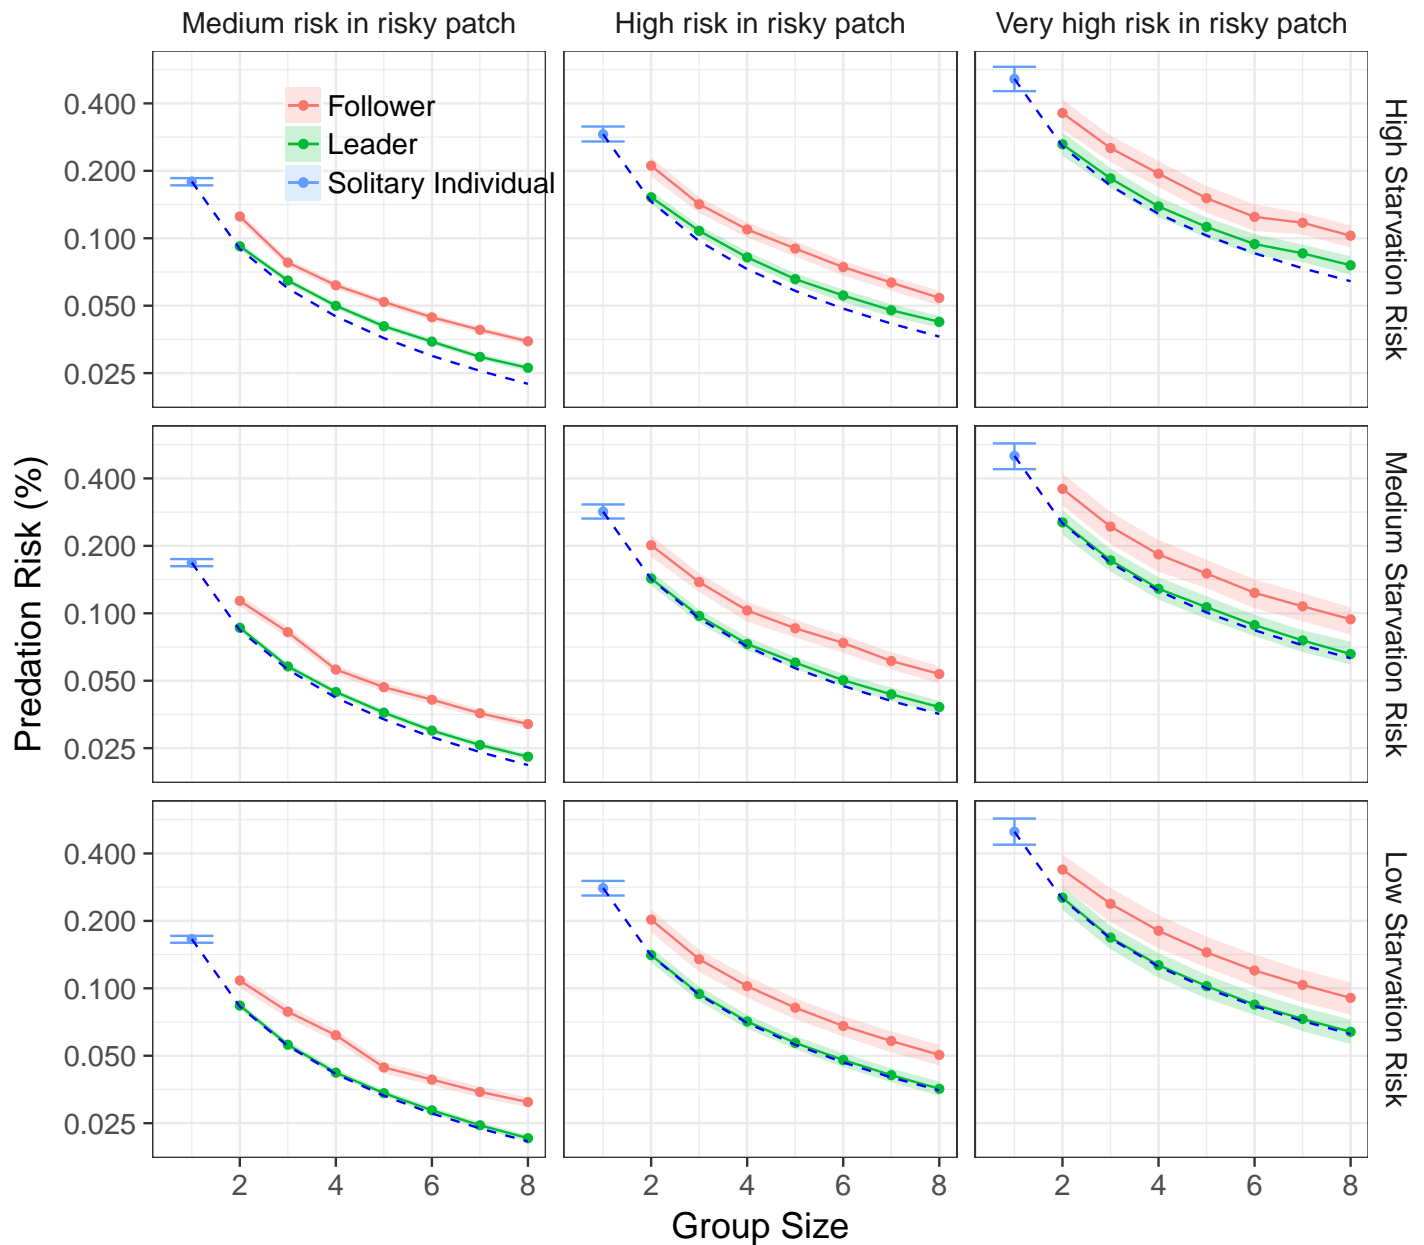 Medium risk in risky patch
High risk in risky patch
Very high risk in risky patch
Follower
Leader
Solitary Individual
0.400
0.200
0.100
0.050
0.025
High Starvation Risk
0.400
0.200
0.100
0.050
0.025
Medium Starvation Risk
0.400
0.200
0.100
0.050
0.025
Low Starvation Risk
Predation Risk (%)
2 4 6 8
2 4 6 8
2 4 6 8
Group Size